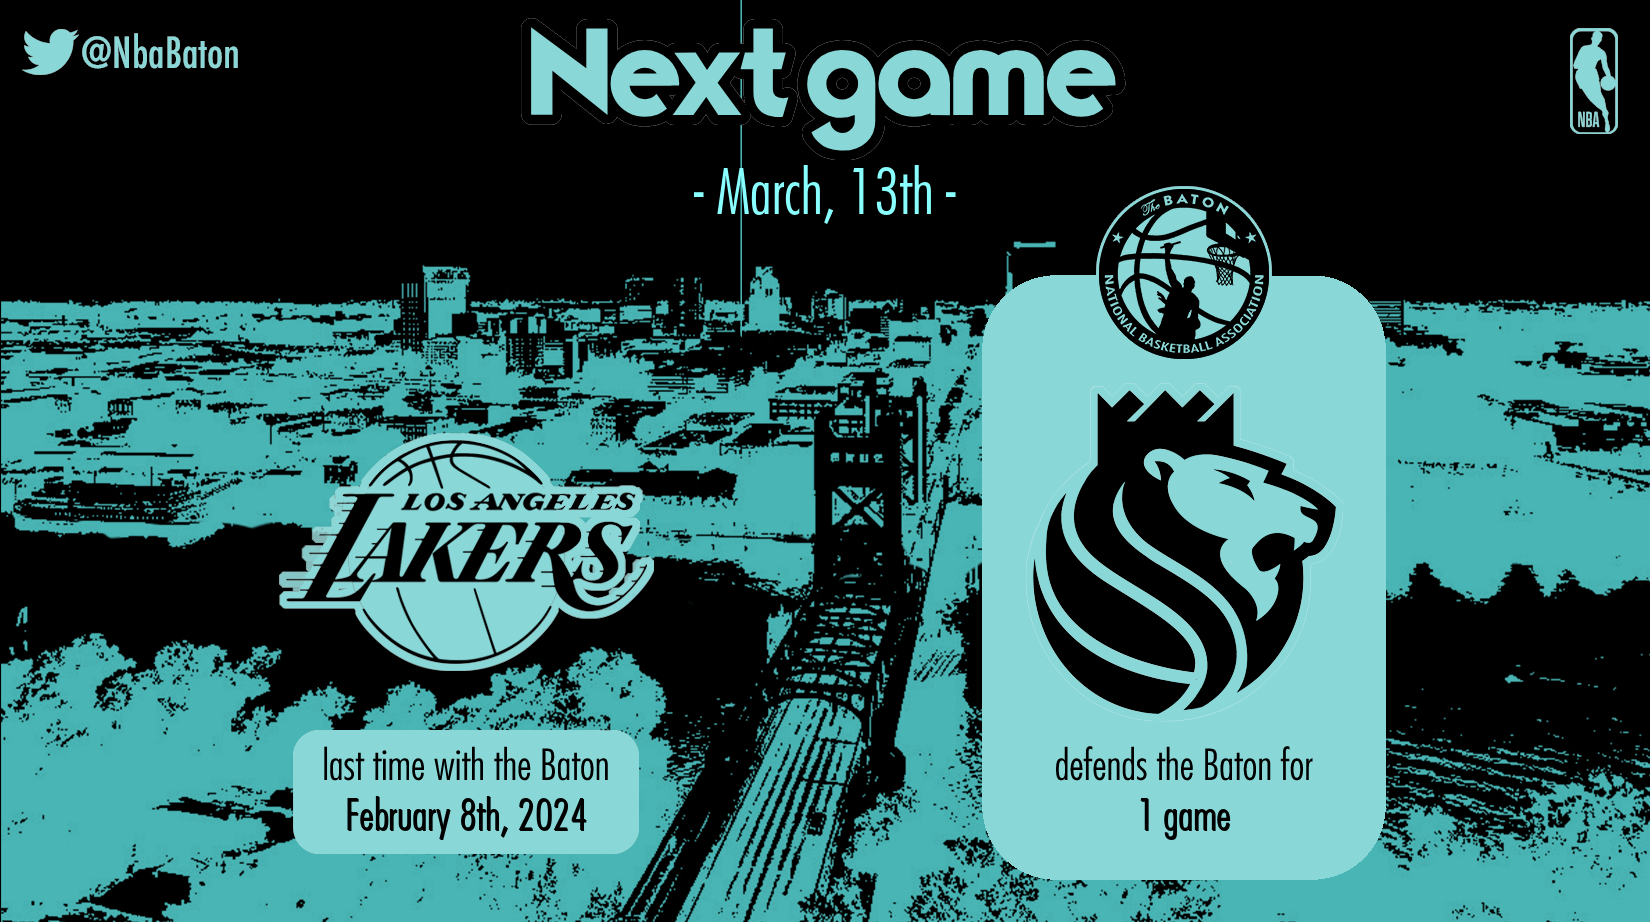 @NbaBaton
Next game
- March, 13th -
NBA
The BATON
NATIONAL BASKETBALL ASSOCIATION
LOS ANGELES
LAKERS
last time with the Baton
February 8th, 2024
defends the Baton for
1 game